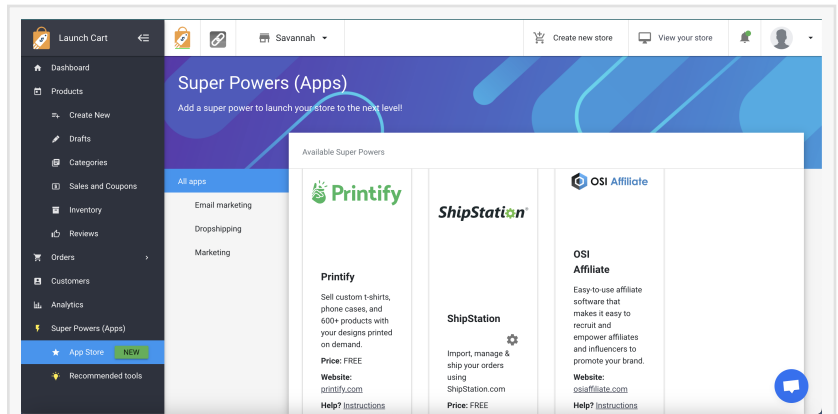 Launch Cart
Savannah
Create new store
View your store
Dashboard
Products
Create New
Drafts
Categories
Sales and Coupons
Inventory
Reviews
Orders
Customers
Analytics
Super Powers (Apps)
App Store NEW
Recommended tools
Super Powers (Apps)
Add a super power to launch your store to the next level!
All apps
Email marketing
Dropshipping
Marketing
Available Super Powers
Printify
Printify
Sell custom t-shirts,
phone cases, and
600+ products with
your designs printed
on demand.
Price: FREE
Website:
printify.com
Help? Instructions
ShipStation®
ShipStation
Import, manage &
ship your orders
using
ShipStation.com
Price: FREE
OSI Affiliate
OSI
Affiliate
Easy-to-use affiliate
software that
makes it easy to
recruit and
empower affiliates
and influencers to
promote your brand.
Website:
osiaffiliate.com
Help? Instructions